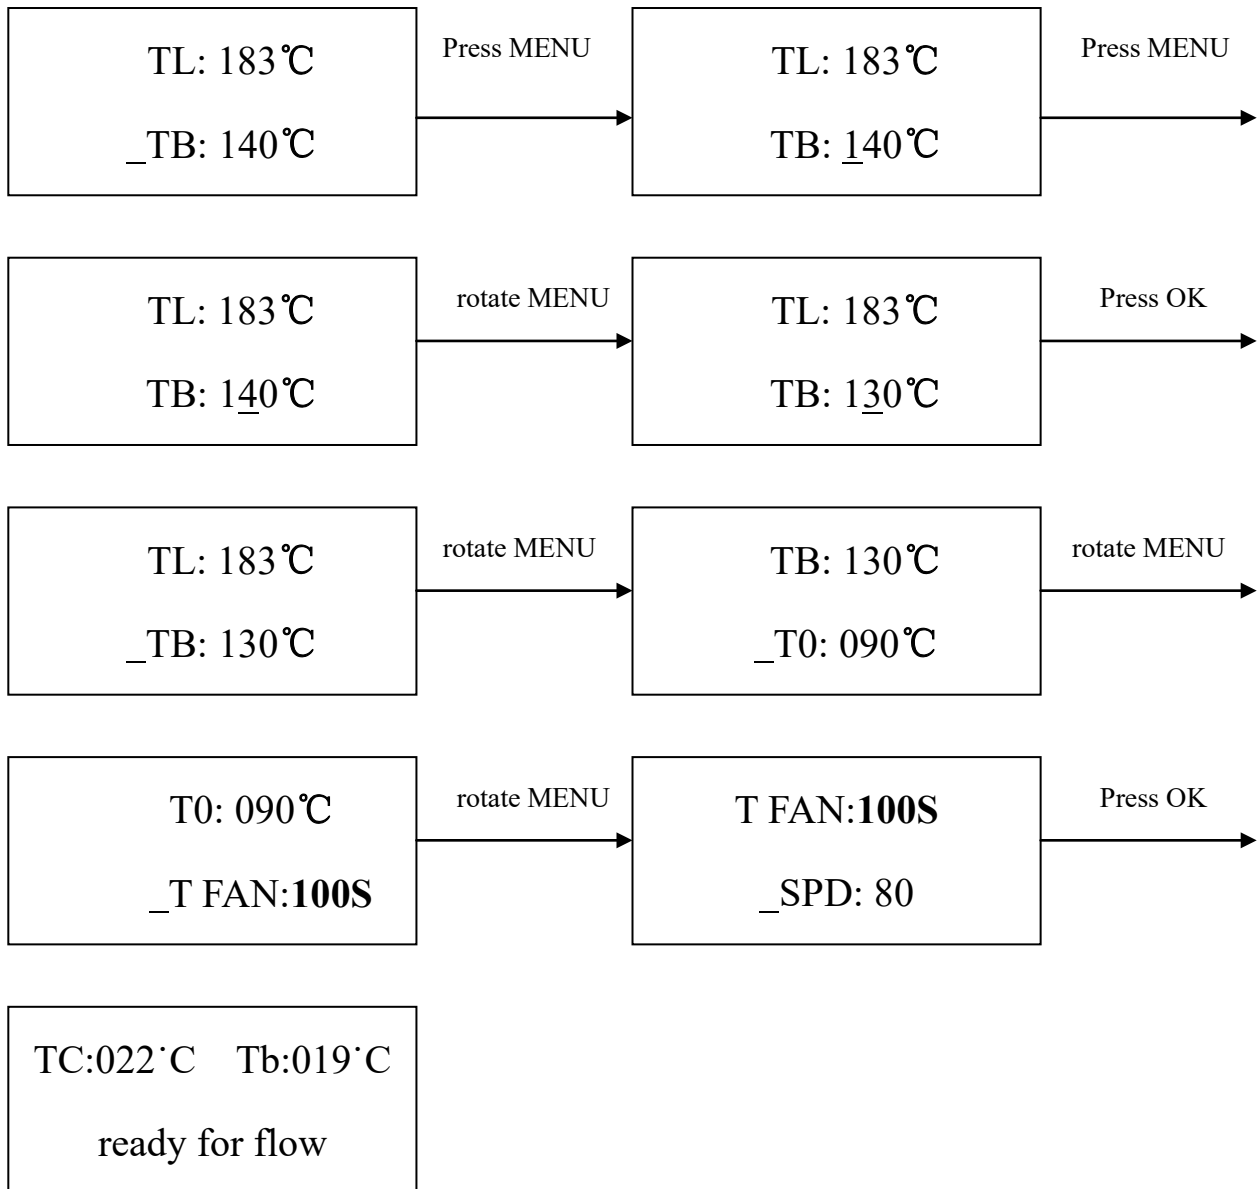 TL: 183℃
Press MENU
TL: 183℃
Press MENU
_TB: 140℃
TB: 140℃
TL: 183℃
rotate MENU
TL: 183℃
Press OK
TB: 140℃
TB: 130℃
TL: 183℃
rotate MENU
TB: 130℃
rotate MENU
_TB: 130℃
_T0: 090℃
T0: 090℃
rotate MENU
T FAN:100S
Press OK
_T FAN:100S
_SPD: 80
TC:022˙C Tb:019˙C
ready for flow